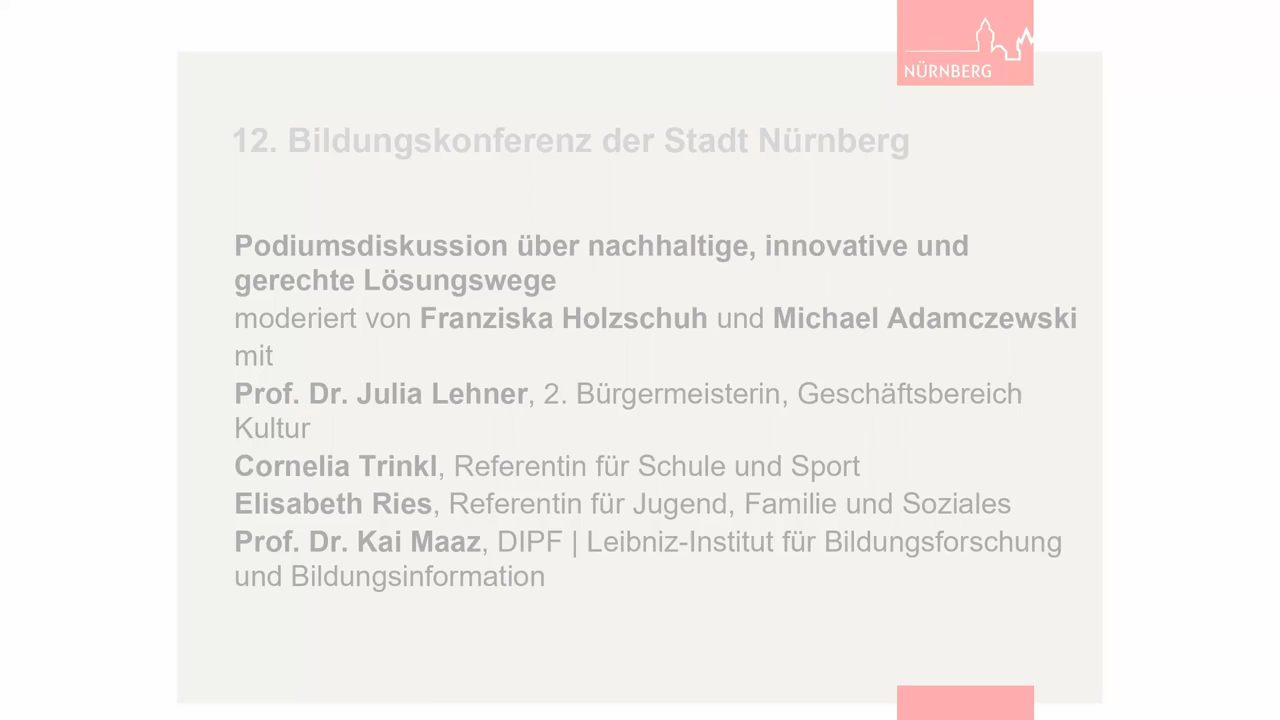 NÜRNBERG
12. Bildungskonferenz der Stadt Nürnberg
Podiumsdiskussion über nachhaltige, innovative und
gerechte Lösungswege
moderiert von Franziska Holzschuh und Michael Adamczewski
mit
Prof. Dr. Julia Lehner, 2. Bürgermeisterin, Geschäftsbereich
Kultur
Cornelia Trinkl, Referentin für Schule und Sport
Elisabeth Ries, Referentin für Jugend, Familie und Soziales
Prof. Dr. Kai Maaz, DIPF | Leibniz-Institut für Bildungsforschung
und Bildungsinformation